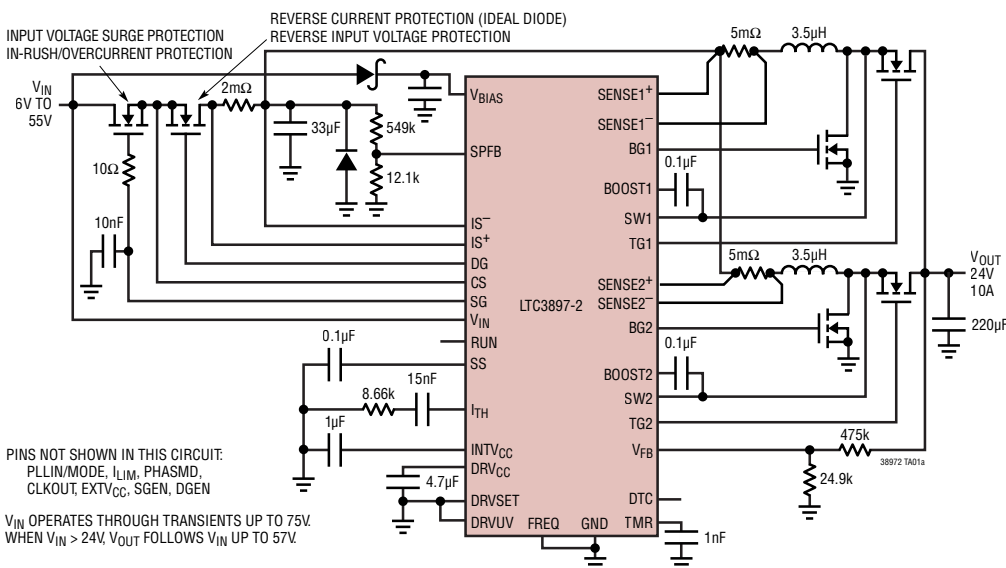 INPUT VOLTAGE SURGE PROTECTION
IN-RUSH/OVERCURRENT PROTECTION
REVERSE CURRENT PROTECTION (IDEAL DIODE)
REVERSE INPUT VOLTAGE PROTECTION
VIN
6V TO
55V
2mΩ
33µF
549k
12.1k
10Ω
10nF
VBIAS
SPFB
IS−
IS+
DG
CS
SG
VIN
RUN
SS
ITH
INTVCC
DRVCC
DRVSET
DRVUV
FREQ
GND
LTC3897-2
SENSE1+
SENSE1−
BG1
BOOST1
SW1
TG1
SENSE2+
SENSE2−
BG2
BOOST2
SW2
TG2
VFB
DTC
TMR
5mΩ
3.5µH
0.1µF
5mΩ
3.5µH
0.1µF
VOUT
24V
10A
220µF
475k
24.9k
1nF
0.1µF
15nF
8.66k
1µF
4.7µF
38972 TA01a
PINS NOT SHOWN IN THIS CIRCUIT:
PLLIN/MODE, ILIM, PHASMD,
CLKOUT, EXTVCC, SGEN, DGEN
VIN OPERATES THROUGH TRANSIENTS UP TO 75V.
WHEN VIN > 24V, VOUT FOLLOWS VIN UP TO 57V.